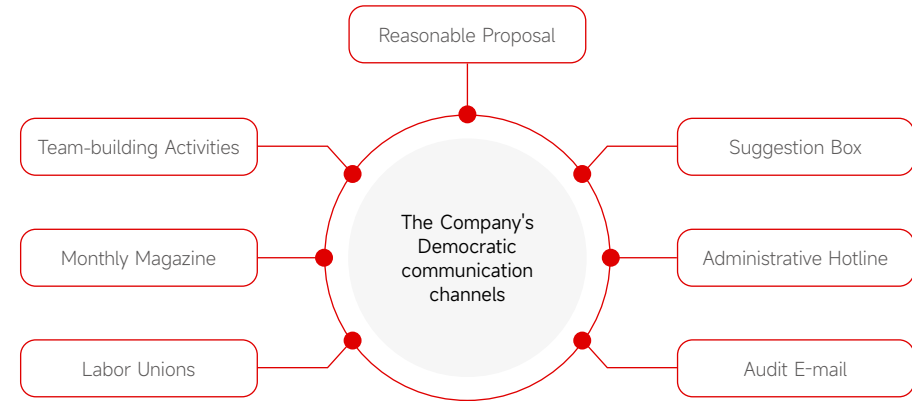 Reasonable Proposal
Team-building Activities
Suggestion Box
The Company's
Democratic
communication
channels
Monthly Magazine
Administrative Hotline
Labor Unions
Audit E-mail